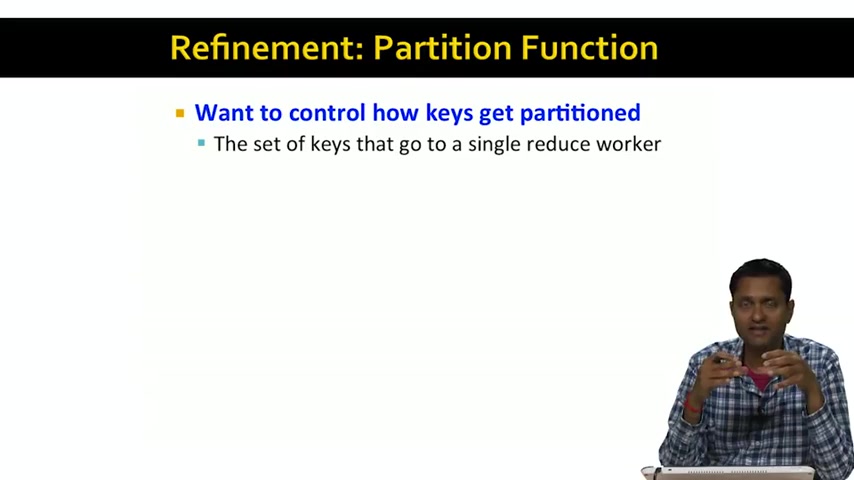 Refinement: Partition Function
Want to control how keys get partitioned
The set of keys that go to a single reduce worker